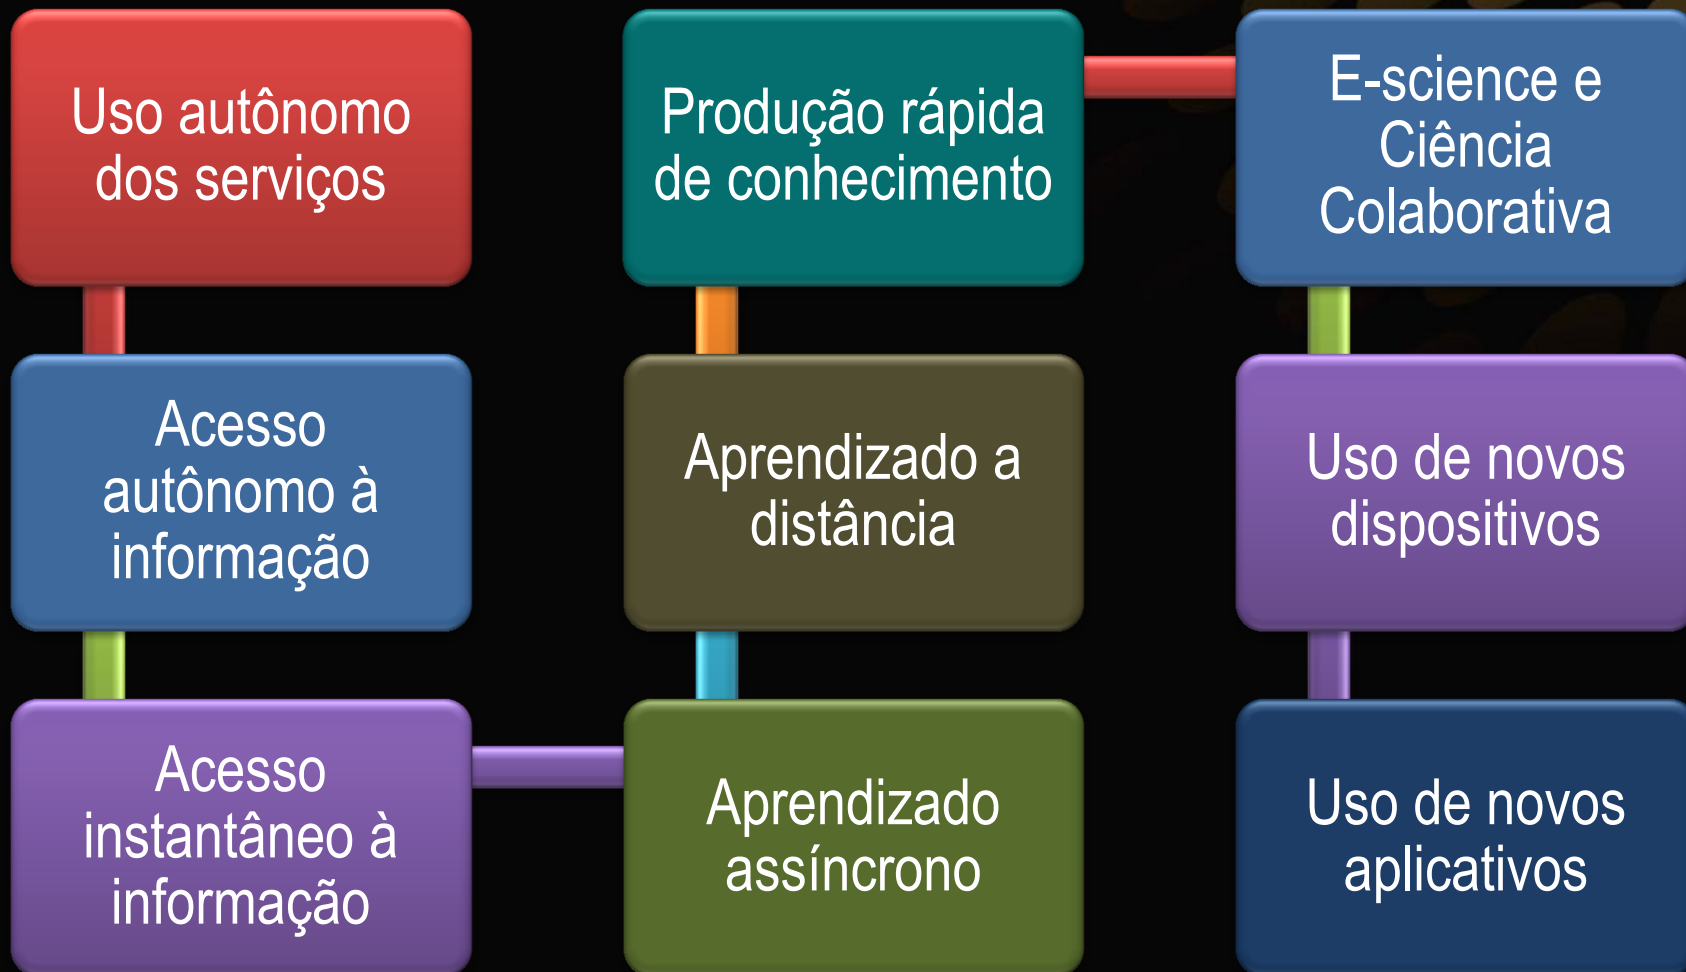 Uso autônomo
dos serviços
Acesso
autônomo à
informação
Acesso
instantâneo à
informação
Aprendizado
assíncrono
Aprendizado a
distância
Produção rápida
de conhecimento
E-science e
Ciência
Colaborativa
Uso de novos
dispositivos
Uso de novos
aplicativos